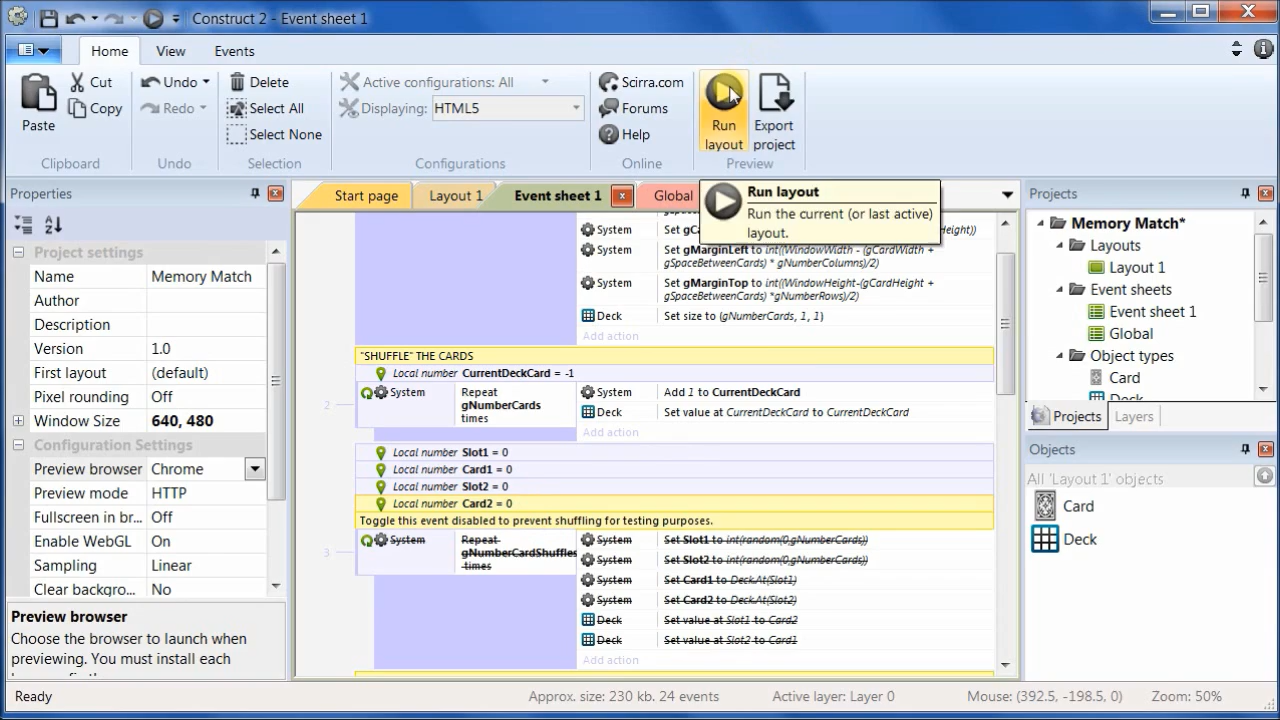 Construct 2 - Event sheet 1
Home
View
Events
Paste
Cut
Copy
Clipboard
Undo
Redo
Undo
Delete
Select All
Select None
Selection
Active configurations: All
Displaying: HTML5
Configurations
Scirra.com
Forums
Help
Online
Run layout
Export project
Preview
Run layout
Run the current (or last active)
layout.
Properties
Project settings
Name Memory Match
Author
Description
Version 1.0
First layout (default)
Pixel rounding Off
Window Size 640, 480
Configuration Settings
Preview browser Chrome
Preview mode HTTP
Fullscreen in br... Off
Enable WebGL On
Sampling Linear
Clear backgro... No
Preview browser
Choose the browser to launch when
previewing. You must install each
Start page
Layout 1
Event sheet 1
Global
System Set gC
Height))
System Set gMarginLeft to int((WindowWidth - (gCardWidth +
gSpaceBetweenCards) * gNumberColumns)/2)
System Set gMarginTop to int((WindowHeight-(gCardHeight +
gSpaceBetweenCards) *gNumberRows)/2)
Deck Set size to (gNumberCards, 1, 1)
Add action
"SHUFFLE" THE CARDS
Local number CurrentDeckCard = -1
2
System Repeat gNumberCards times
System Add 1 to CurrentDeckCard
Deck Set value at CurrentDeckCard to CurrentDeckCard
Add action
Local number Slot1 = 0
Local number Card1 = 0
Local number Slot2 = 0
Local number Card2 = 0
Toggle this event disabled to prevent shuffling for testing purposes.
3
System Repeat gNumberCardShuffles times
System Set Slot1 to int(random(0,gNumberCards))
System Set Slot2 to int(random(0,gNumberCards))
System Set Card1 to Deck.At(Slot1)
System Set Card2 to Deck.At(Slot2)
Deck Set value at Slot1 to Card2
Deck Set value at Slot2 to Card1
Add action
Projects
Memory Match*
Layouts
Layout 1
Event sheets
Event sheet 1
Global
Object types
Card
Deck
Projects
Layers
Objects
All 'Layout 1' objects
Card
Deck
Ready
Approx. size: 230 kb. 24 events
Active layer: Layer 0
Mouse: (392.5, -198.5, 0)
Zoom: 50%